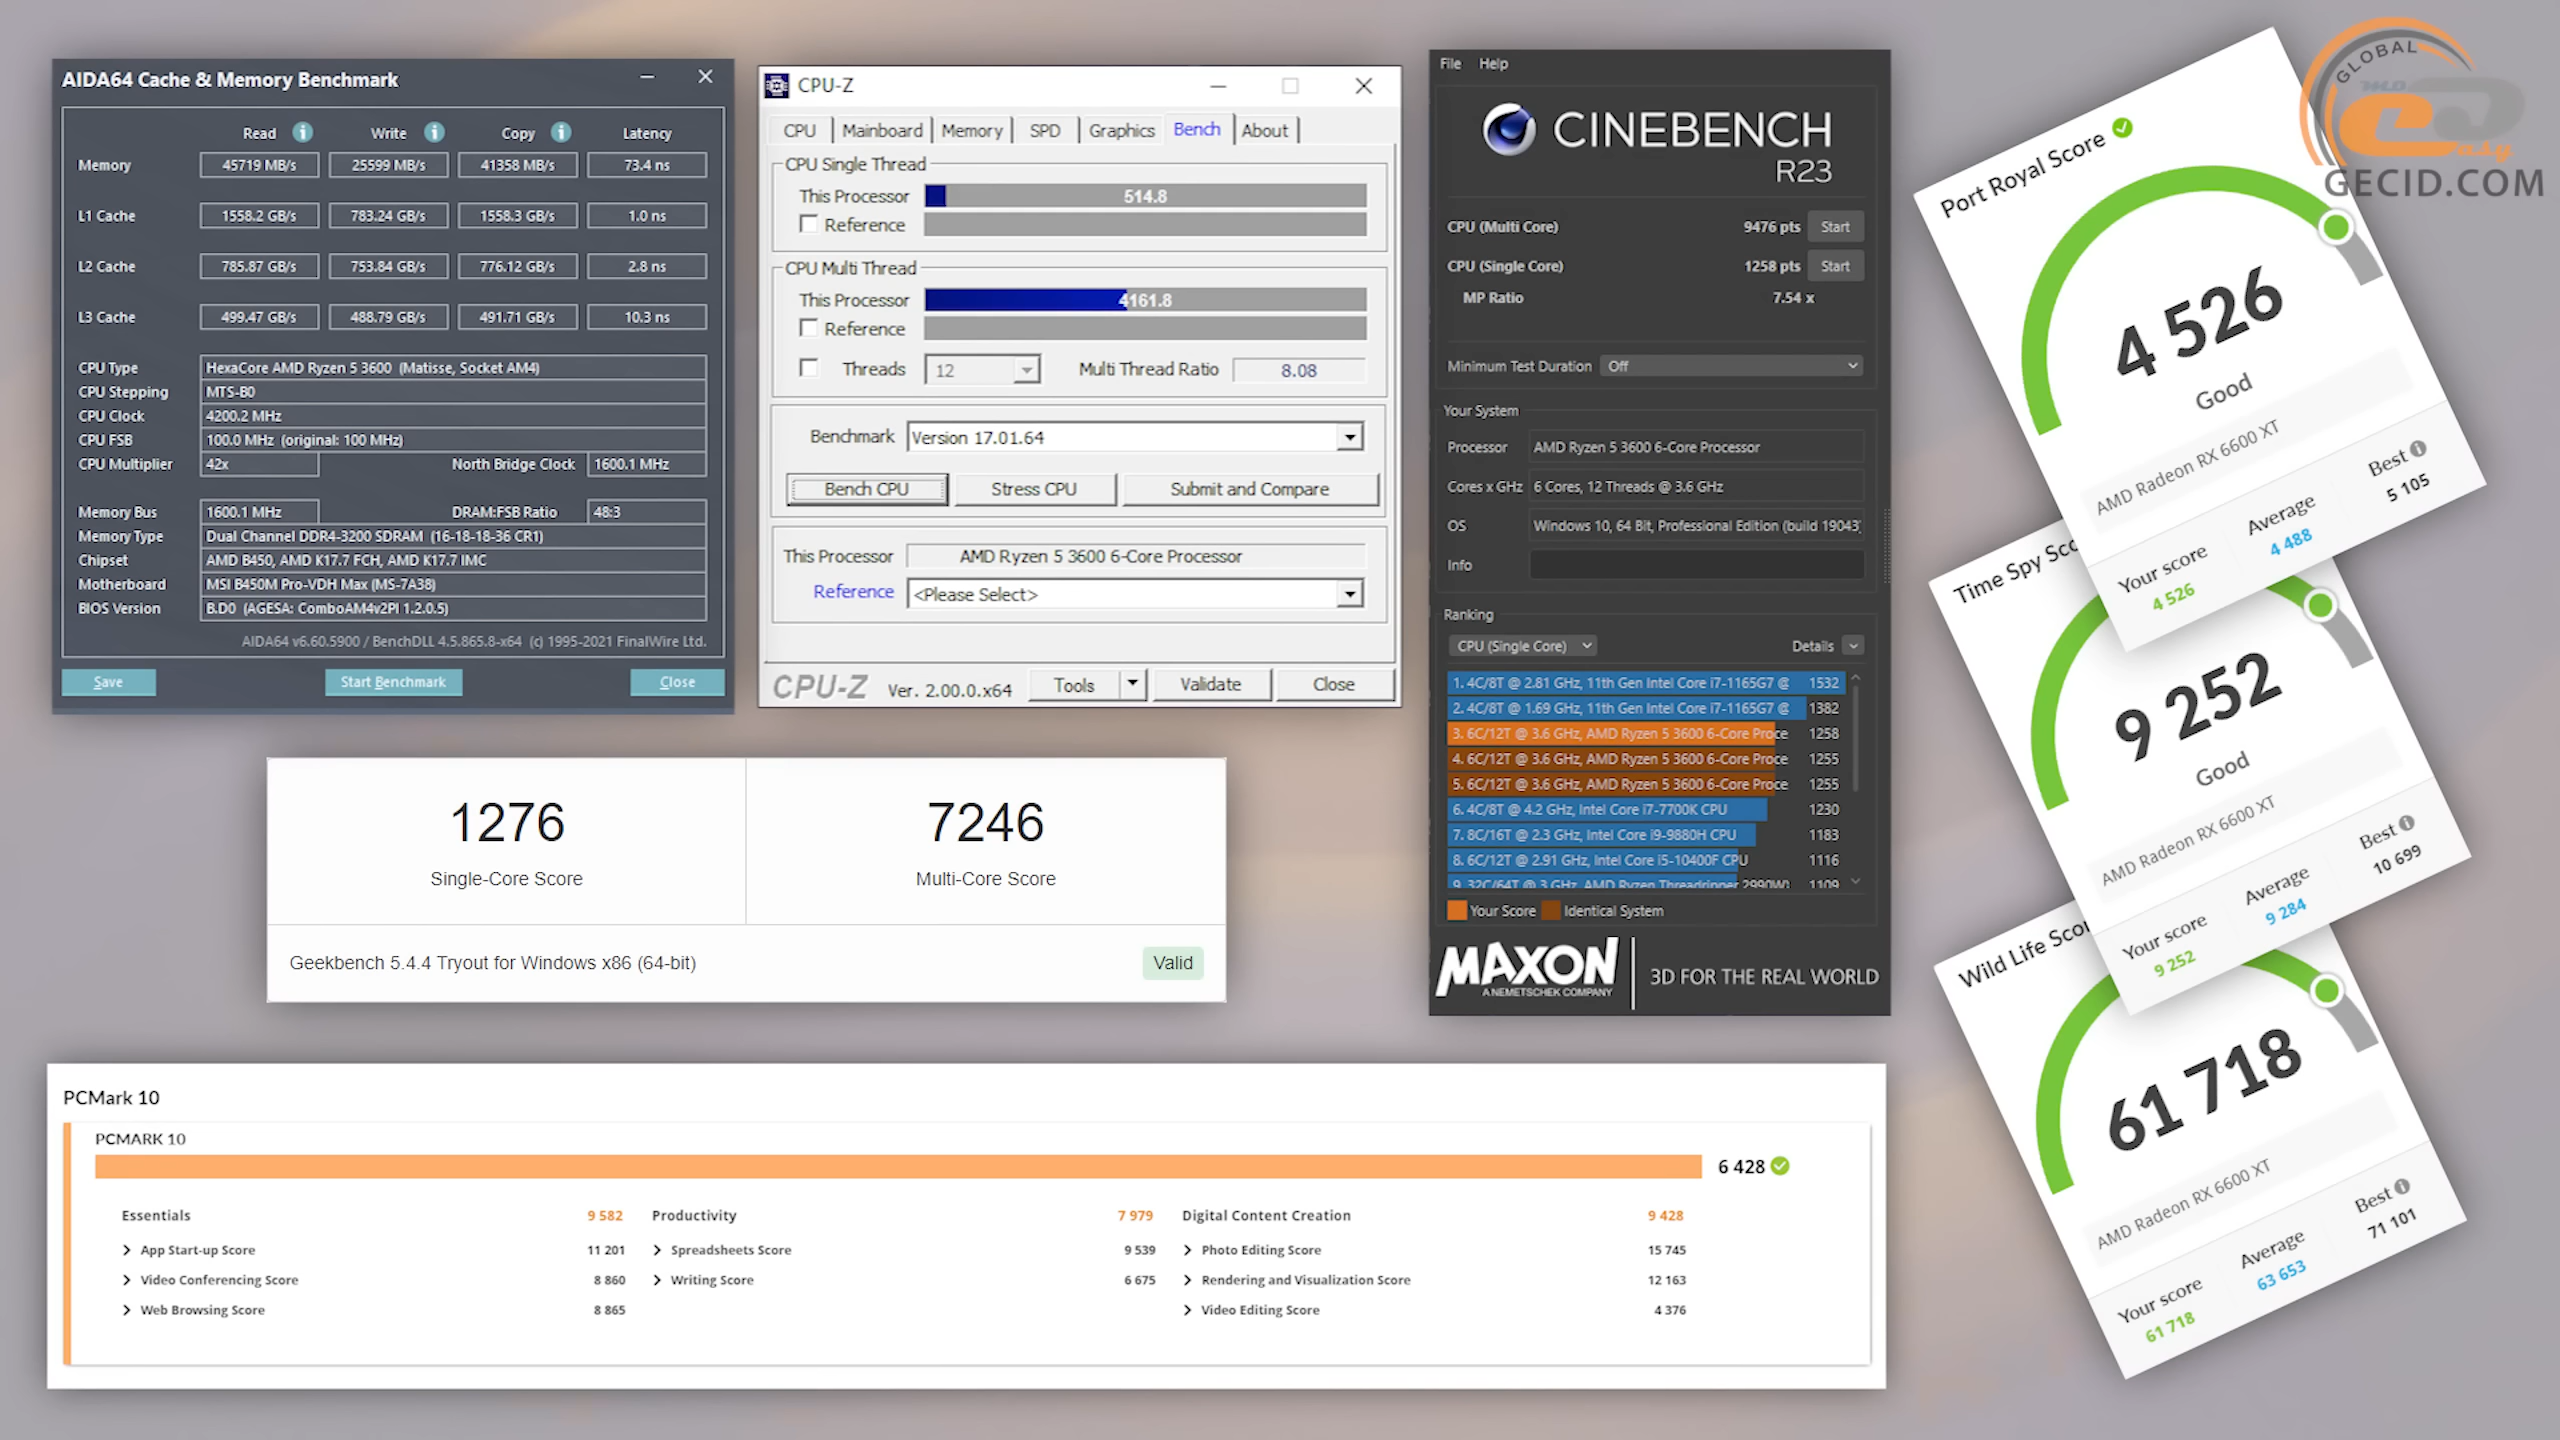 AIDA64 Cache & Memory Benchmark
Read Write Copy Latency
Memory 45719 MB/s 25599 MB/s 41358 MB/s 73.4 ns
L1 Cache 1558.2 GB/s 783.24 GB/s 1558.3 GB/s 1.0 ns
L2 Cache 785.87 GB/s 753.84 GB/s 776.12 GB/s 2.8 ns
L3 Cache 499.47 GB/s 488.79 GB/s 491.71 GB/s 10.3 ns
CPU Type HexaCore AMD Ryzen 5 3600 (Matisse, Socket AM4)
CPU Stepping MTS-B0
CPU Clock 4200.2 MHz
CPU FSB 100.0 MHz (original: 100 MHz)
CPU Multiplier 42x North Bridge Clock 1600.1 MHz
Memory Bus 1600.1 MHz DRAM:FSB Ratio 48:3
Memory Type Dual Channel DDR4-3200 SDRAM (16-18-18-36 CR1)
Chipset AMD B450, AMD K17.7 FCH, AMD K17.7 IMC
Motherboard MSI B450M Pro-VDH Max (MS-7A38)
BIOS Version B.D0 (AGESA: ComboAM4v2PI 1.2.0.5)
AIDA64 v6.60.5900 / BenchDLL 4.5.865.8-x64 (c) 1995-2021 FinalWire Ltd.
Save Start Benchmark Close
CPU-Z
CPU Mainboard Memory SPD Graphics Bench About
CPU Single Thread
This Processor 514.8
Reference
CPU Multi Thread
This Processor 4161.8
Reference
Threads 12 Multi Thread Ratio 8.08
Benchmark Version 17.01.64
Bench CPU Stress CPU Submit and Compare
This Processor AMD Ryzen 5 3600 6-Core Processor
Reference <Please Select>
CPU-Z Ver. 2.00.0.x64 Tools Validate Close
File Help
CINEBENCH
R23
CPU (Multi Core) 9476 pts Start
CPU (Single Core) 1258 pts Start
MP Ratio 7.54 x
Minimum Test Duration Off
Your System
Processor AMD Ryzen 5 3600 6-Core Processor
Cores x GHz 6 Cores, 12 Threads @ 3.6 GHz
OS Windows 10, 64 Bit, Professional Edition (build 19043)
Info
Ranking
CPU (Single Core) Details
1. 4C/8T @ 2.81 GHz, 11th Gen Intel Core i7-1165G7 @ 1532
2. 4C/8T @ 1.69 GHz, 11th Gen Intel Core i7-1165G7 @ 1382
3. 6C/12T @ 3.6 GHz, AMD Ryzen 5 3600 6-Core Proce 1258
4. 6C/12T @ 3.6 GHz, AMD Ryzen 5 3600 6-Core Proce 1255
5. 6C/12T @ 3.6 GHz, AMD Ryzen 5 3600 6-Core Proce 1255
6. 4C/8T @ 4.2 GHz, Intel Core i7-7700K CPU 1230
7. 8C/16T @ 2.3 GHz, Intel Core i9-9880H CPU 1183
8. 6C/12T @ 2.91 GHz, Intel Core i5-10400F CPU 1116
9. 32C/64T @ 3 GHz, AMD Ryzen Threadripper 2990W 1109
Your Score Identical System
MAXON
A NEMETSCHEK COMPANY
3D FOR THE REAL WORLD
1276
Single-Core Score
7246
Multi-Core Score
Geekbench 5.4.4 Tryout for Windows x86 (64-bit) Valid
PCMark 10
PCMARK 10
6 428
Essentials 9 582
App Start-up Score 11 201
Video Conferencing Score 8 860
Web Browsing Score 8 865
Productivity 7 979
Spreadsheets Score 9 539
Writing Score 6 675
Digital Content Creation 9 428
Photo Editing Score 15 745
Rendering and Visualization Score 12 163
Video Editing Score 4 376
GLOBAL
GECID.COM
Port Royal Score
4 526
Good
AMD Radeon RX 6600 XT
Your score Average Best
4 526 4 488 5 105
Time Spy Sco
9 252
Good
AMD Radeon RX 6600 XT
Your score Average Best
9 252 9 284 10 699
Wild Life Scor
61 718
AMD Radeon RX 6600 XT
Your score Average Best
61 718 63 653 71 101